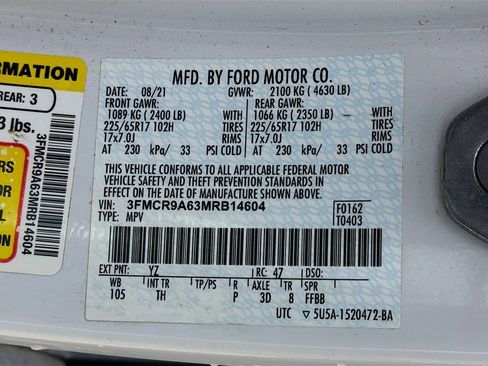 FORMATION
REAR: 3
3 lbs.
3FMCR9A63MRB14604
MFD. BY FORD MOTOR CO.
DATE: 08/21 GVWR: 2100 KG ( 4630 LB)
FRONT GAWR: REAR GAWR:
1089 KG ( 2400 LB) 1066 KG ( 2350 LB) WITH
225/65R17 102H TIRES 225/65R17 102H TIRES
17x7.0J RIMS 17x7.0J RIMS
AT 230 kPa/ 33 PSI COLD AT 230 kPa/ 33 PSI COLD
THIS VEHICLE CONFORMS TO ALL APPLICABLE FEDERAL MOTOR
VEHICLE SAFETY STANDARDS IN EFFECT ON THE DATE OF
MANUFACTURE SHOWN ABOVE.
VIN: 3FMCR9A63MRB14604 F0162
TYPE: MPV T0403
EXT PNT: YZ RC: 47 DSO:
WB INT TR TP/PS R AXLE TR SPR
105 TH P 3D 8 FFBB
UTC ▽ 5U5A-1520472-BA